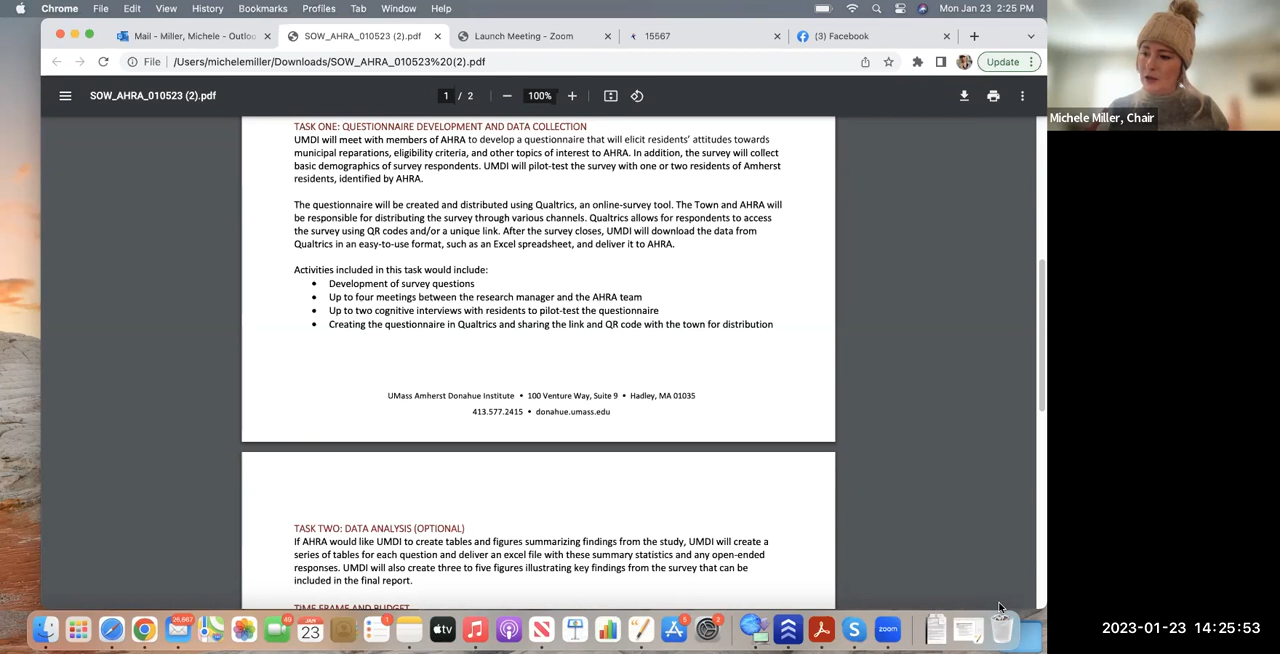 Chrome File Edit View History Bookmarks Profiles Tab Window Help Mon Jan 23 2:25 PM
Mail - Miller, Michele - Outloo SOW_AHRA_010523 (2).pdf Launch Meeting - Zoom 15567 (3) Facebook
File /Users/michelemiller/Downloads/SOW_AHRA_010523%20(2).pdf Update
SOW_AHRA_010523 (2).pdf 1 / 2 100%
Michele Miller, Chair
TASK ONE: QUESTIONNAIRE DEVELOPMENT AND DATA COLLECTION
UMDI will meet with members of AHRA to develop a questionnaire that will elicit residents' attitudes towards
municipal reparations, eligibility criteria, and other topics of interest to AHRA. In addition, the survey will collect
basic demographics of survey respondents. UMDI will pilot-test the survey with one or two residents of Amherst
residents, identified by AHRA.
The questionnaire will be created and distributed using Qualtrics, an online-survey tool. The Town and AHRA will
be responsible for distributing the survey through various channels. Qualtrics allows for respondents to access
the survey using QR codes and/or a unique link. After the survey closes, UMDI will download the data from
Qualtrics in an easy-to-use format, such as an Excel spreadsheet, and deliver it to AHRA.
Activities included in this task would include:
• Development of survey questions
• Up to four meetings between the research manager and the AHRA team
• Up to two cognitive interviews with residents to pilot-test the questionnaire
• Creating the questionnaire in Qualtrics and sharing the link and QR code with the town for distribution
UMass Amherst Donahue Institute • 100 Venture Way, Suite 9 • Hadley, MA 01035
413.577.2415 • donahue.umass.edu
TASK TWO: DATA ANALYSIS (OPTIONAL)
If AHRA would like UMDI to create tables and figures summarizing findings from the study, UMDI will create a
series of tables for each question and deliver an excel file with these summary statistics and any open-ended
responses. UMDI will also create three to five figures illustrating key findings from the survey that can be
included in the final report.
TIME FRAME AND BUDGET
26,667 49 JAN 23 1 tv 5 2 zoom
2023-01-23 14:25:53